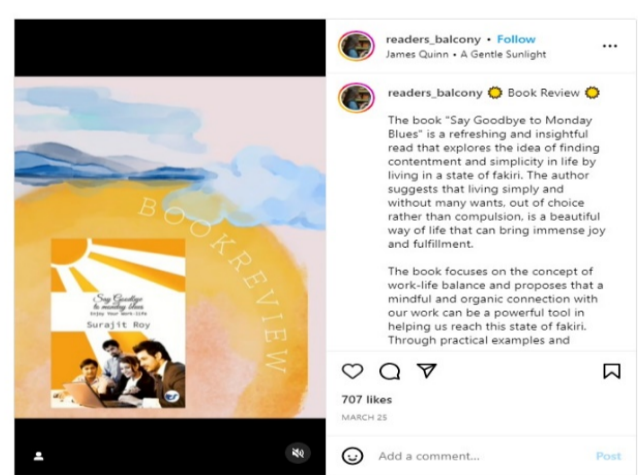 readers_balcony • Follow
James Quinn • A Gentle Sunlight
readers_balcony Book Review
The book "Say Goodbye to Monday
Blues" is a refreshing and insightful
read that explores the idea of finding
contentment and simplicity in life by
living in a state of fakiri. The author
suggests that living simply and
without many wants, out of choice
rather than compulsion, is a beautiful
way of life that can bring immense joy
and fulfillment.
The book focuses on the concept of
work-life balance and proposes that a
mindful and organic connection with
our work can be a powerful tool in
helping us reach this state of fakiri.
Through practical examples and
707 likes
MARCH 25
Add a comment...
Post
BOOKREVIEW
Say Goodbye
to monday blues
Enjoy Your Work-Life
Surajit Roy